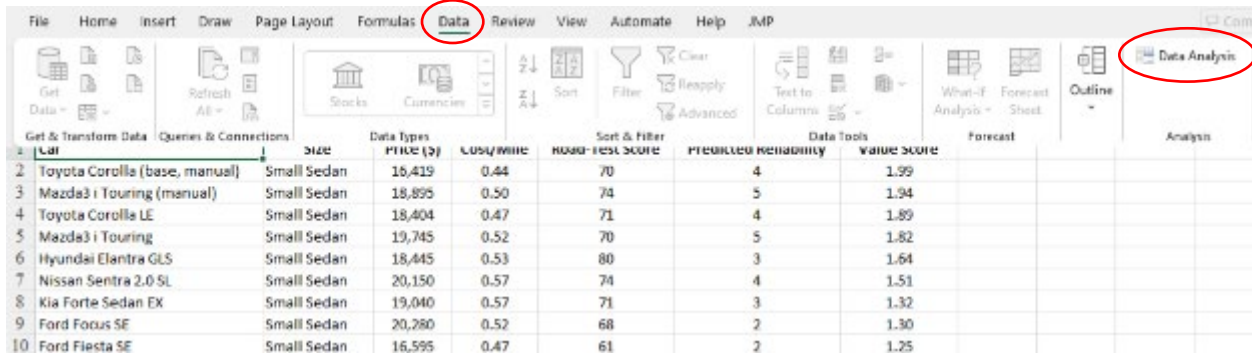 File Home Insert Draw Page Layout Formulas Data Review View Automate Help JMP
Com
Get Data
Refresh All
Stocks Currencies
Sort
Filter
Clear
Reapply
Advanced
Text to Columns
What-If Analysis
Forecast Sheet
Outline
Data Analysis
Get & Transform Data Queries & Connections Data Types Sort & Filter Data Tools Forecast Analysis
1 Car Size Price ($) Cost/Mile Road-Test Score Predicted Reliability Value Score
2 Toyota Corolla (base, manual) Small Sedan 16,419 0.44 70 4 1.99
3 Mazda3 i Touring (manual) Small Sedan 18,895 0.50 74 5 1.94
4 Toyota Corolla LE Small Sedan 18,404 0.47 71 4 1.89
5 Mazda3 i Touring Small Sedan 19,745 0.52 70 5 1.82
6 Hyundai Elantra GLS Small Sedan 18,445 0.53 80 3 1.64
7 Nissan Sentra 2.0 SL Small Sedan 20,150 0.57 74 4 1.51
8 Kia Forte Sedan EX Small Sedan 19,040 0.57 71 3 1.32
9 Ford Focus SE Small Sedan 20,280 0.52 68 2 1.30
10 Ford Fiesta SE Small Sedan 16,595 0.47 61 2 1.25